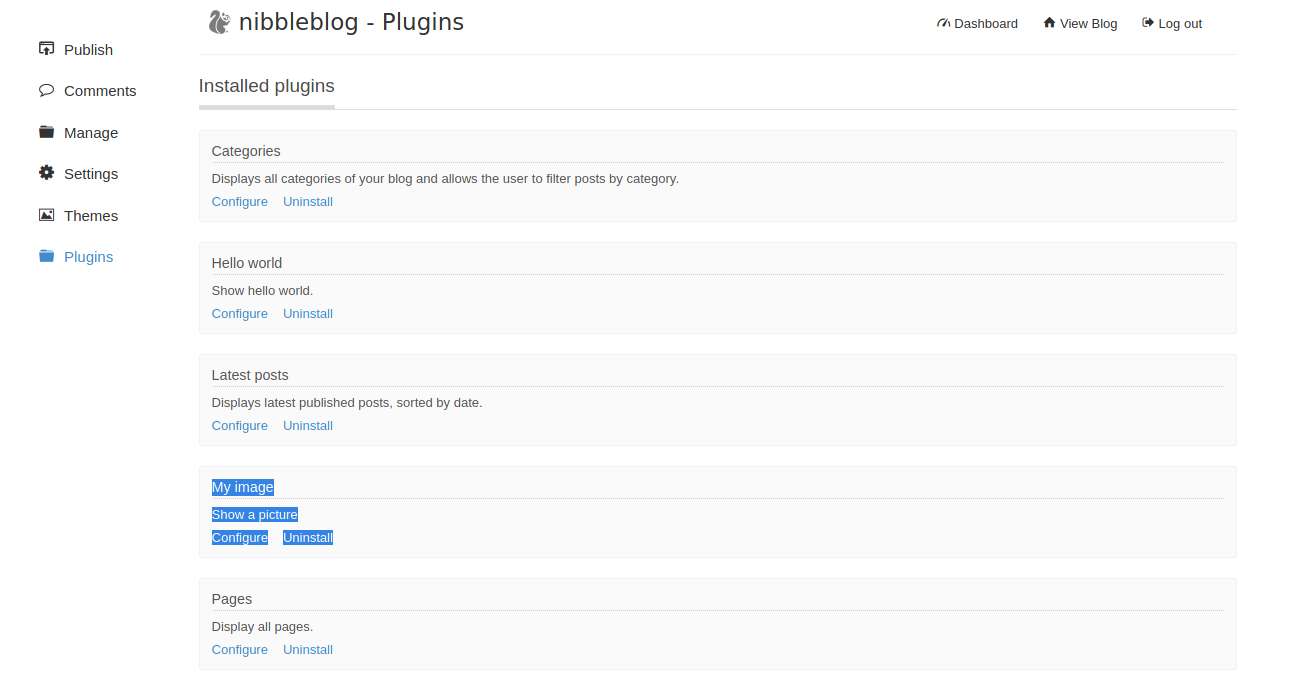 nibbleblog - Plugins
Dashboard View Blog Log out
Publish
Comments
Manage
Settings
Themes
Plugins
Installed plugins
Categories
Displays all categories of your blog and allows the user to filter posts by category.
Configure Uninstall
Hello world
Show hello world.
Configure Uninstall
Latest posts
Displays latest published posts, sorted by date.
Configure Uninstall
My image
Show a picture
Configure Uninstall
Pages
Display all pages.
Configure Uninstall